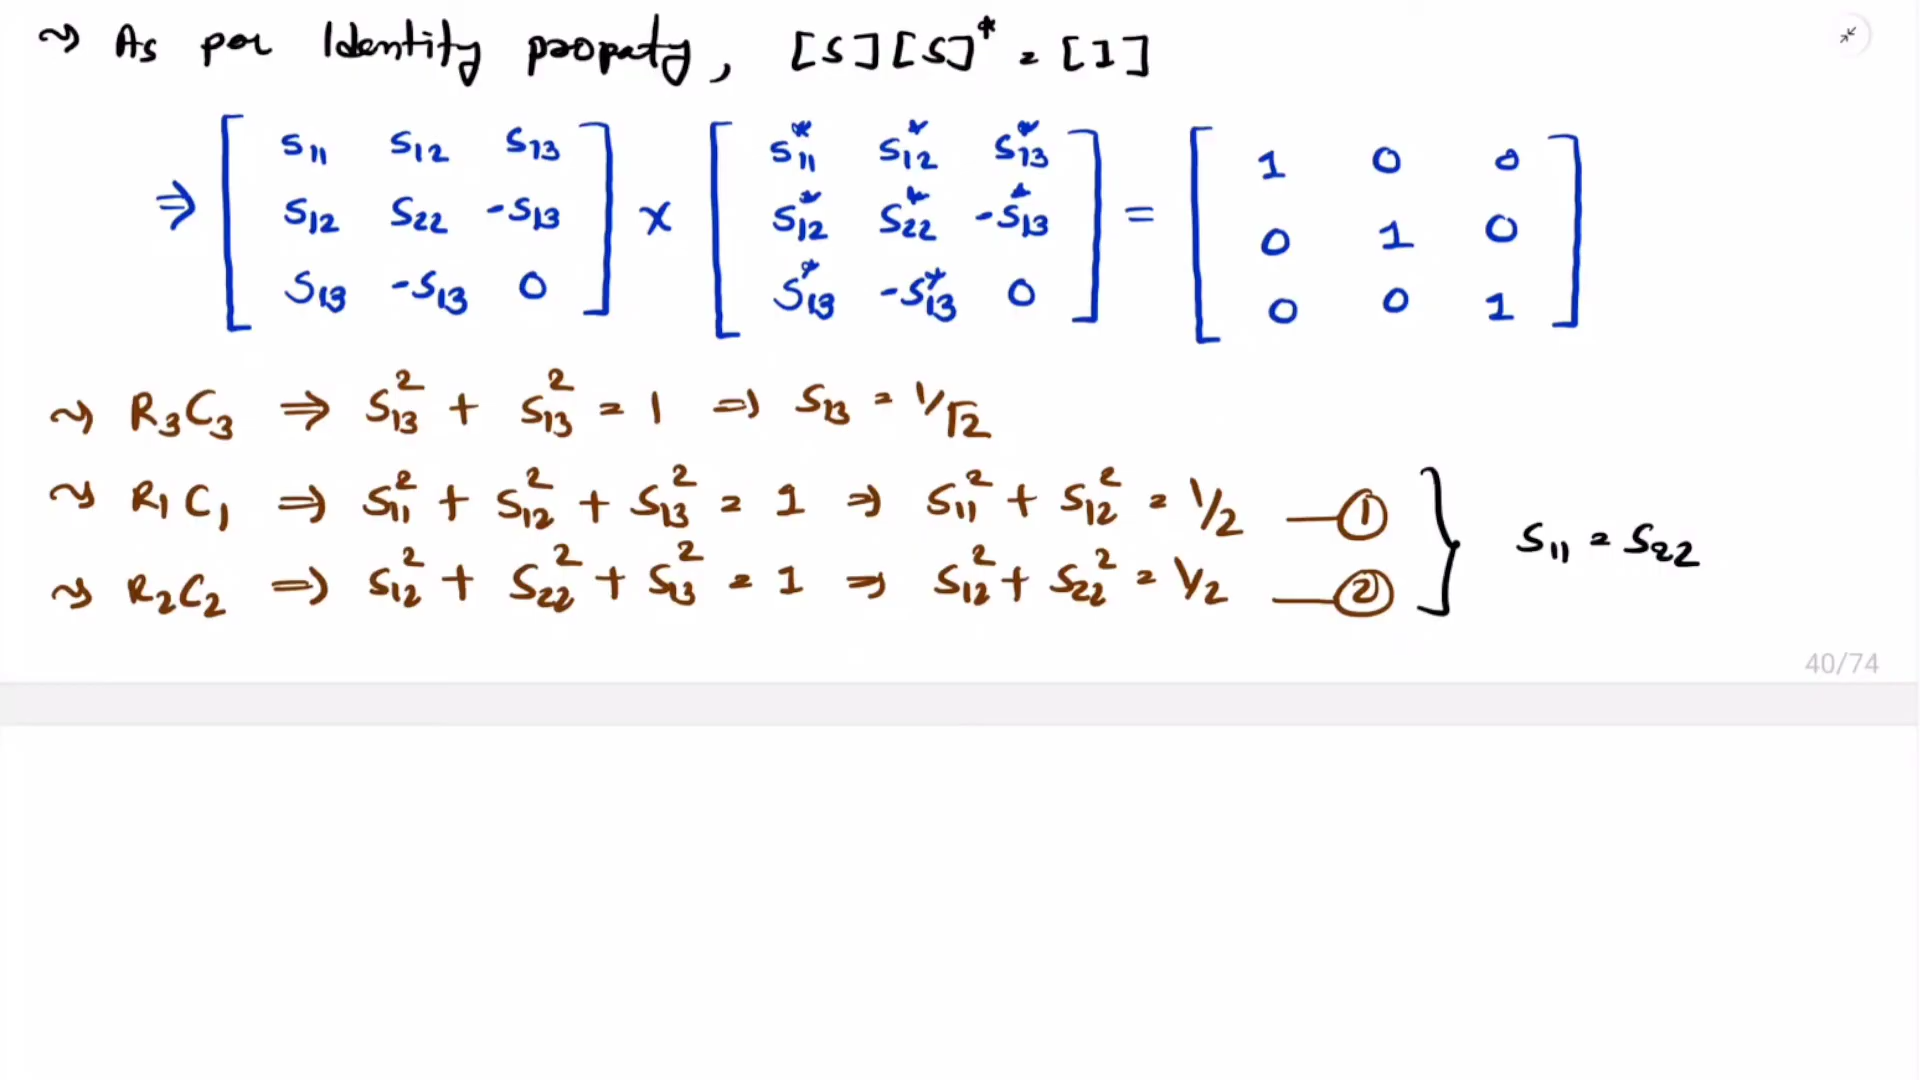 ~> As per Identity propaty, [S][S]* = [I]
⇒ [ S11 S12 S13 ] × [ S11* S12* S13* ] = [ 1 0 0 ]
[ S12 S22 -S13 ] [ S12* S22* -S13* ] [ 0 1 0 ]
[ S13 -S13 0 ] [ S13* -S13* 0 ] [ 0 0 1 ]
~> R3C3 ⇒ S13² + S13² = 1 ⇒ S13 = 1/√2
~> R1C1 ⇒ S11² + S12² + S13² = 1 ⇒ S11² + S12² = 1/2 —①
~> R2C2 ⇒ S12² + S22² + S13² = 1 ⇒ S12² + S22² = 1/2 —②
} S11 = S22
40/74